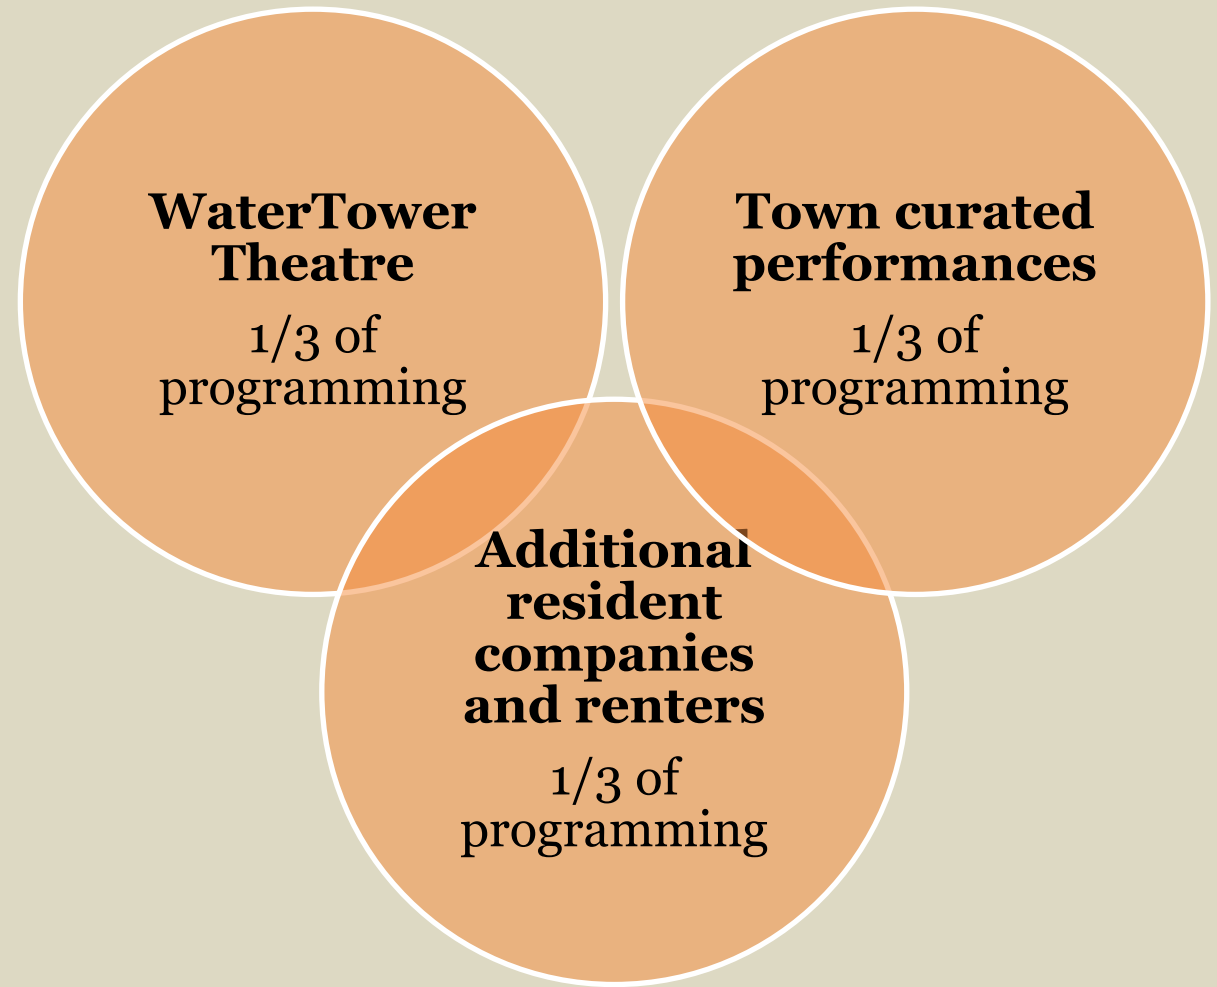 WaterTower
Theatre
1/3 of
programming
Town curated
performances
1/3 of
programming
Additional
resident
companies
and renters
1/3 of
programming